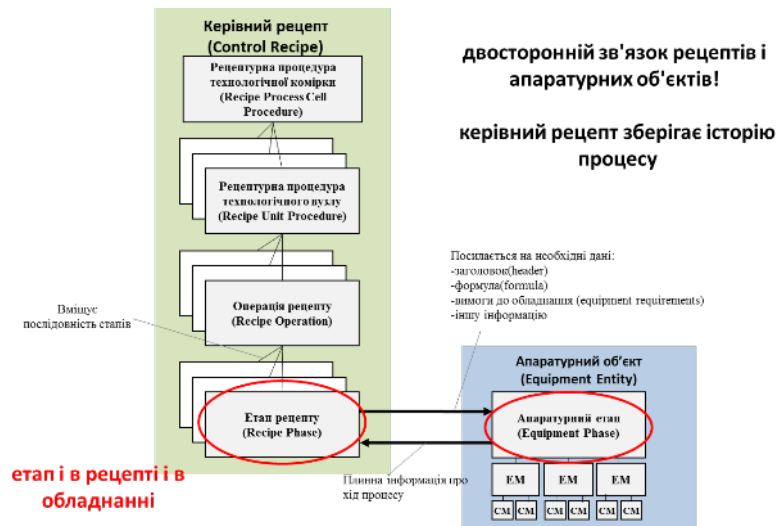 Керівний рецепт
(Control Recipe)
Рецептурна процедура
технологічної комірки
(Recipe Process Cell
Procedure)
двосторонній зв'язок рецептів і
апаратурних об'єктів!
керівний рецепт зберігає історію
процесу
Рецептурна процедура
технологічного вузлу
(Recipe Unit Procedure)
Посилається на необхідні дані:
-заголовок(header)
-формула(formula)
-вимоги до обладнання (equipment requirements)
-іншу інформацію
Операція рецепту
(Recipe Operation)
Вміщує
послідовність етапів
Апаратурний об'єкт
(Equipment Entity)
Етап рецепту
(Recipe Phase)
Апаратурний етап
(Equipment Phase)
етап і в рецепті і в
обладнанні
Плинна інформація про
хід процесу
EM EM EM
CM CM CM CM CM CM